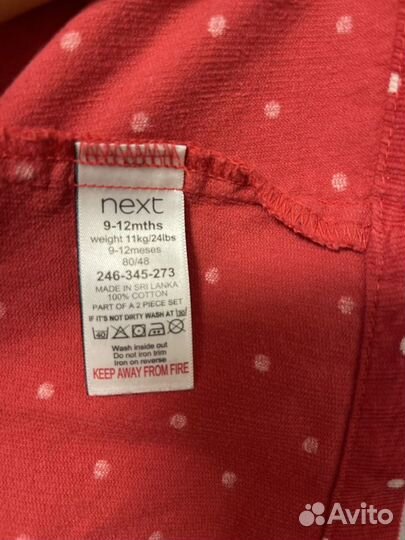 next
9-12mths
weight 11kg/24lbs
9-12meses
80/48
246-345-273
MADE IN SRI LANKA
100% COTTON
PART OF A 2 PIECE SET
IF IT'S NOT DIRTY WASH AT 30
40
Wash inside out
Do not iron trim
Iron on reverse
KEEP AWAY FROM FIRE
Avito